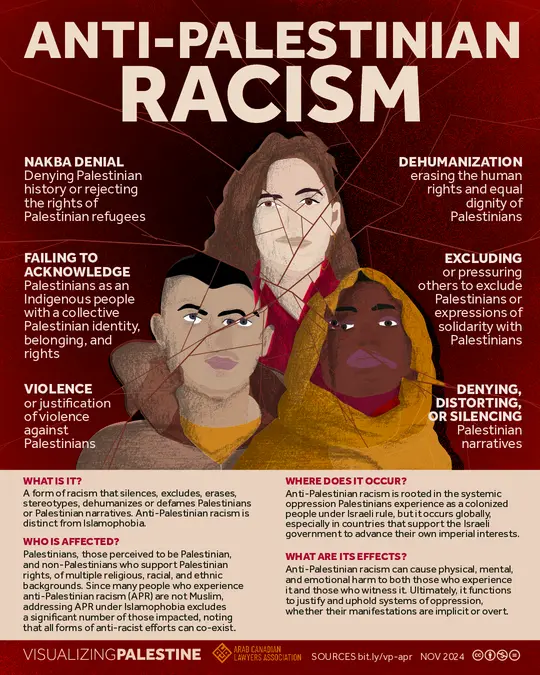 ANTI-PALESTINIAN
RACISM
NAKBA DENIAL
Denying Palestinian
history or rejecting
the rights of
Palestinian refugees
FAILING TO
ACKNOWLEDGE
Palestinians as an
Indigenous people
with a collective
Palestinian identity,
belonging, and
rights
VIOLENCE
or justification
of violence
against
Palestinians
DEHUMANIZATION
erasing the human
rights and equal
dignity of
Palestinians
EXCLUDING
or pressuring
others to exclude
Palestinians or
expressions of
solidarity with
Palestinians
DENYING,
DISTORTING,
OR SILENCING
Palestinian
narratives
WHAT IS IT?
A form of racism that silences, excludes, erases,
stereotypes, dehumanizes or defames Palestinians
or Palestinian narratives. Anti-Palestinian racism is
distinct from Islamophobia.
WHO IS AFFECTED?
Palestinians, those perceived to be Palestinian,
and non-Palestinians who support Palestinian
rights, of multiple religious, racial, and ethnic
backgrounds. Since many people who experience
anti-Palestinian racism (APR) are not Muslim,
addressing APR under Islamophobia excludes
a significant number of those impacted, noting
that all forms of anti-racist efforts can co-exist.
WHERE DOES IT OCCUR?
Anti-Palestinian racism is rooted in the systemic
oppression Palestinians experience as a colonized
people under Israeli rule, but it occurs globally,
especially in countries that support the Israeli
government to advance their own imperial interests.
WHAT ARE ITS EFFECTS?
Anti-Palestinian racism can cause physical, mental,
and emotional harm to both those who experience
it and those who witness it. Ultimately, it functions
to justify and uphold systems of oppression,
whether their manifestations are implicit or overt.
VISUALIZINGPALESTINE
ARAB CANADIAN
LAWYERS ASSOCIATION
SOURCES bit.ly/vp-apr NOV 2024